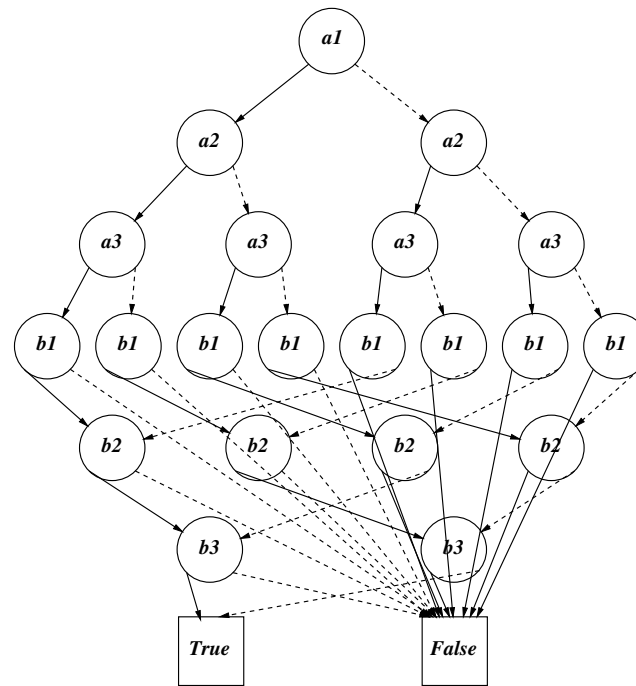 a1
a2 a2
a3 a3 a3 a3
b1 b1 b1 b1 b1 b1 b1 b1
b2 b2 b2 b2
b3 b3
True False